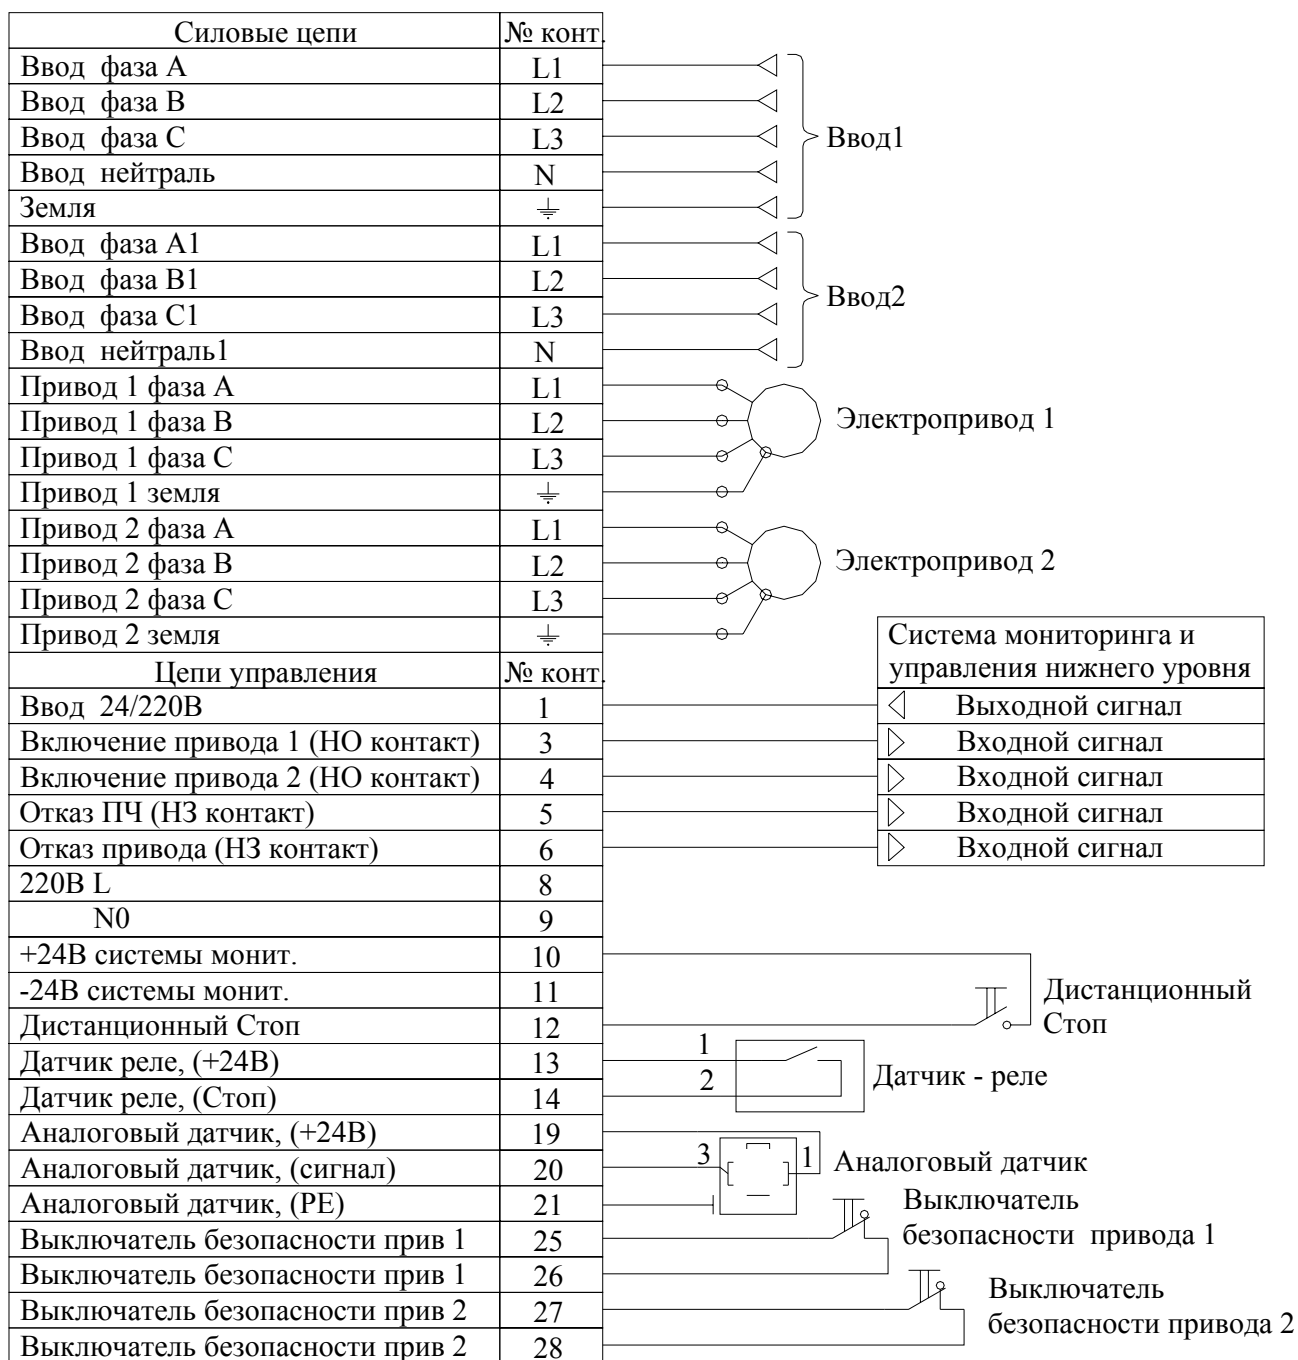 Силовые цепи № конт.
Ввод фаза А L1
Ввод фаза В L2
Ввод фаза С L3
Ввод нейтраль N
Земля
Ввод1
Ввод фаза А1 L1
Ввод фаза В1 L2
Ввод фаза С1 L3
Ввод нейтраль1 N
Ввод2
Привод 1 фаза А L1
Привод 1 фаза В L2
Привод 1 фаза С L3
Привод 1 земля
Электропривод 1
Привод 2 фаза А L1
Привод 2 фаза В L2
Привод 2 фаза С L3
Привод 2 земля
Электропривод 2
Система мониторинга и
управления нижнего уровня
Цепи управления № конт.
Ввод 24/220В 1 Выходной сигнал
Включение привода 1 (НО контакт) 3 Входной сигнал
Включение привода 2 (НО контакт) 4 Входной сигнал
Отказ ПЧ (НЗ контакт) 5 Входной сигнал
Отказ привода (НЗ контакт) 6 Входной сигнал
220В L 8
N0 9
+24В системы монит. 10
-24В системы монит. 11
Дистанционный Стоп 12
Дистанционный
Стоп
Датчик реле, (+24В) 13 1
Датчик реле, (Стоп) 14 2
Датчик - реле
Аналоговый датчик, (+24В) 19
Аналоговый датчик, (сигнал) 20 3 1 Аналоговый датчик
Аналоговый датчик, (РЕ) 21
Выключатель безопасности прив 1 25
Выключатель безопасности прив 1 26
Выключатель
безопасности привода 1
Выключатель безопасности прив 2 27
Выключатель безопасности прив 2 28
Выключатель
безопасности привода 2